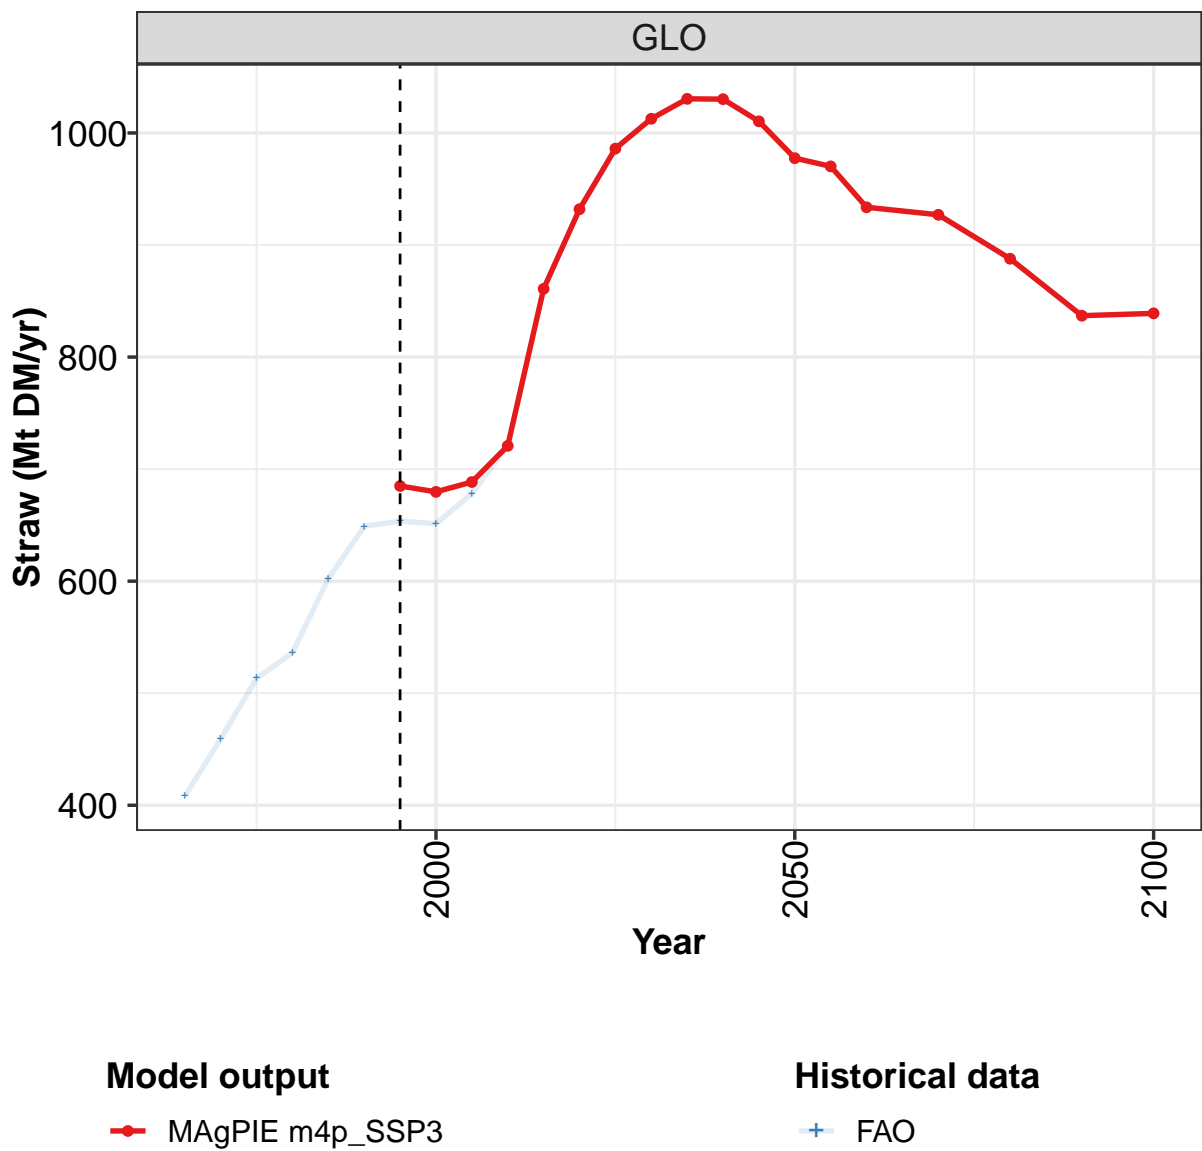 GLO
1000
800
600
400
Straw (Mt DM/yr)
2000
2050
2100
Year
Model output
MAgPIE m4p_SSP3
Historical data
FAO